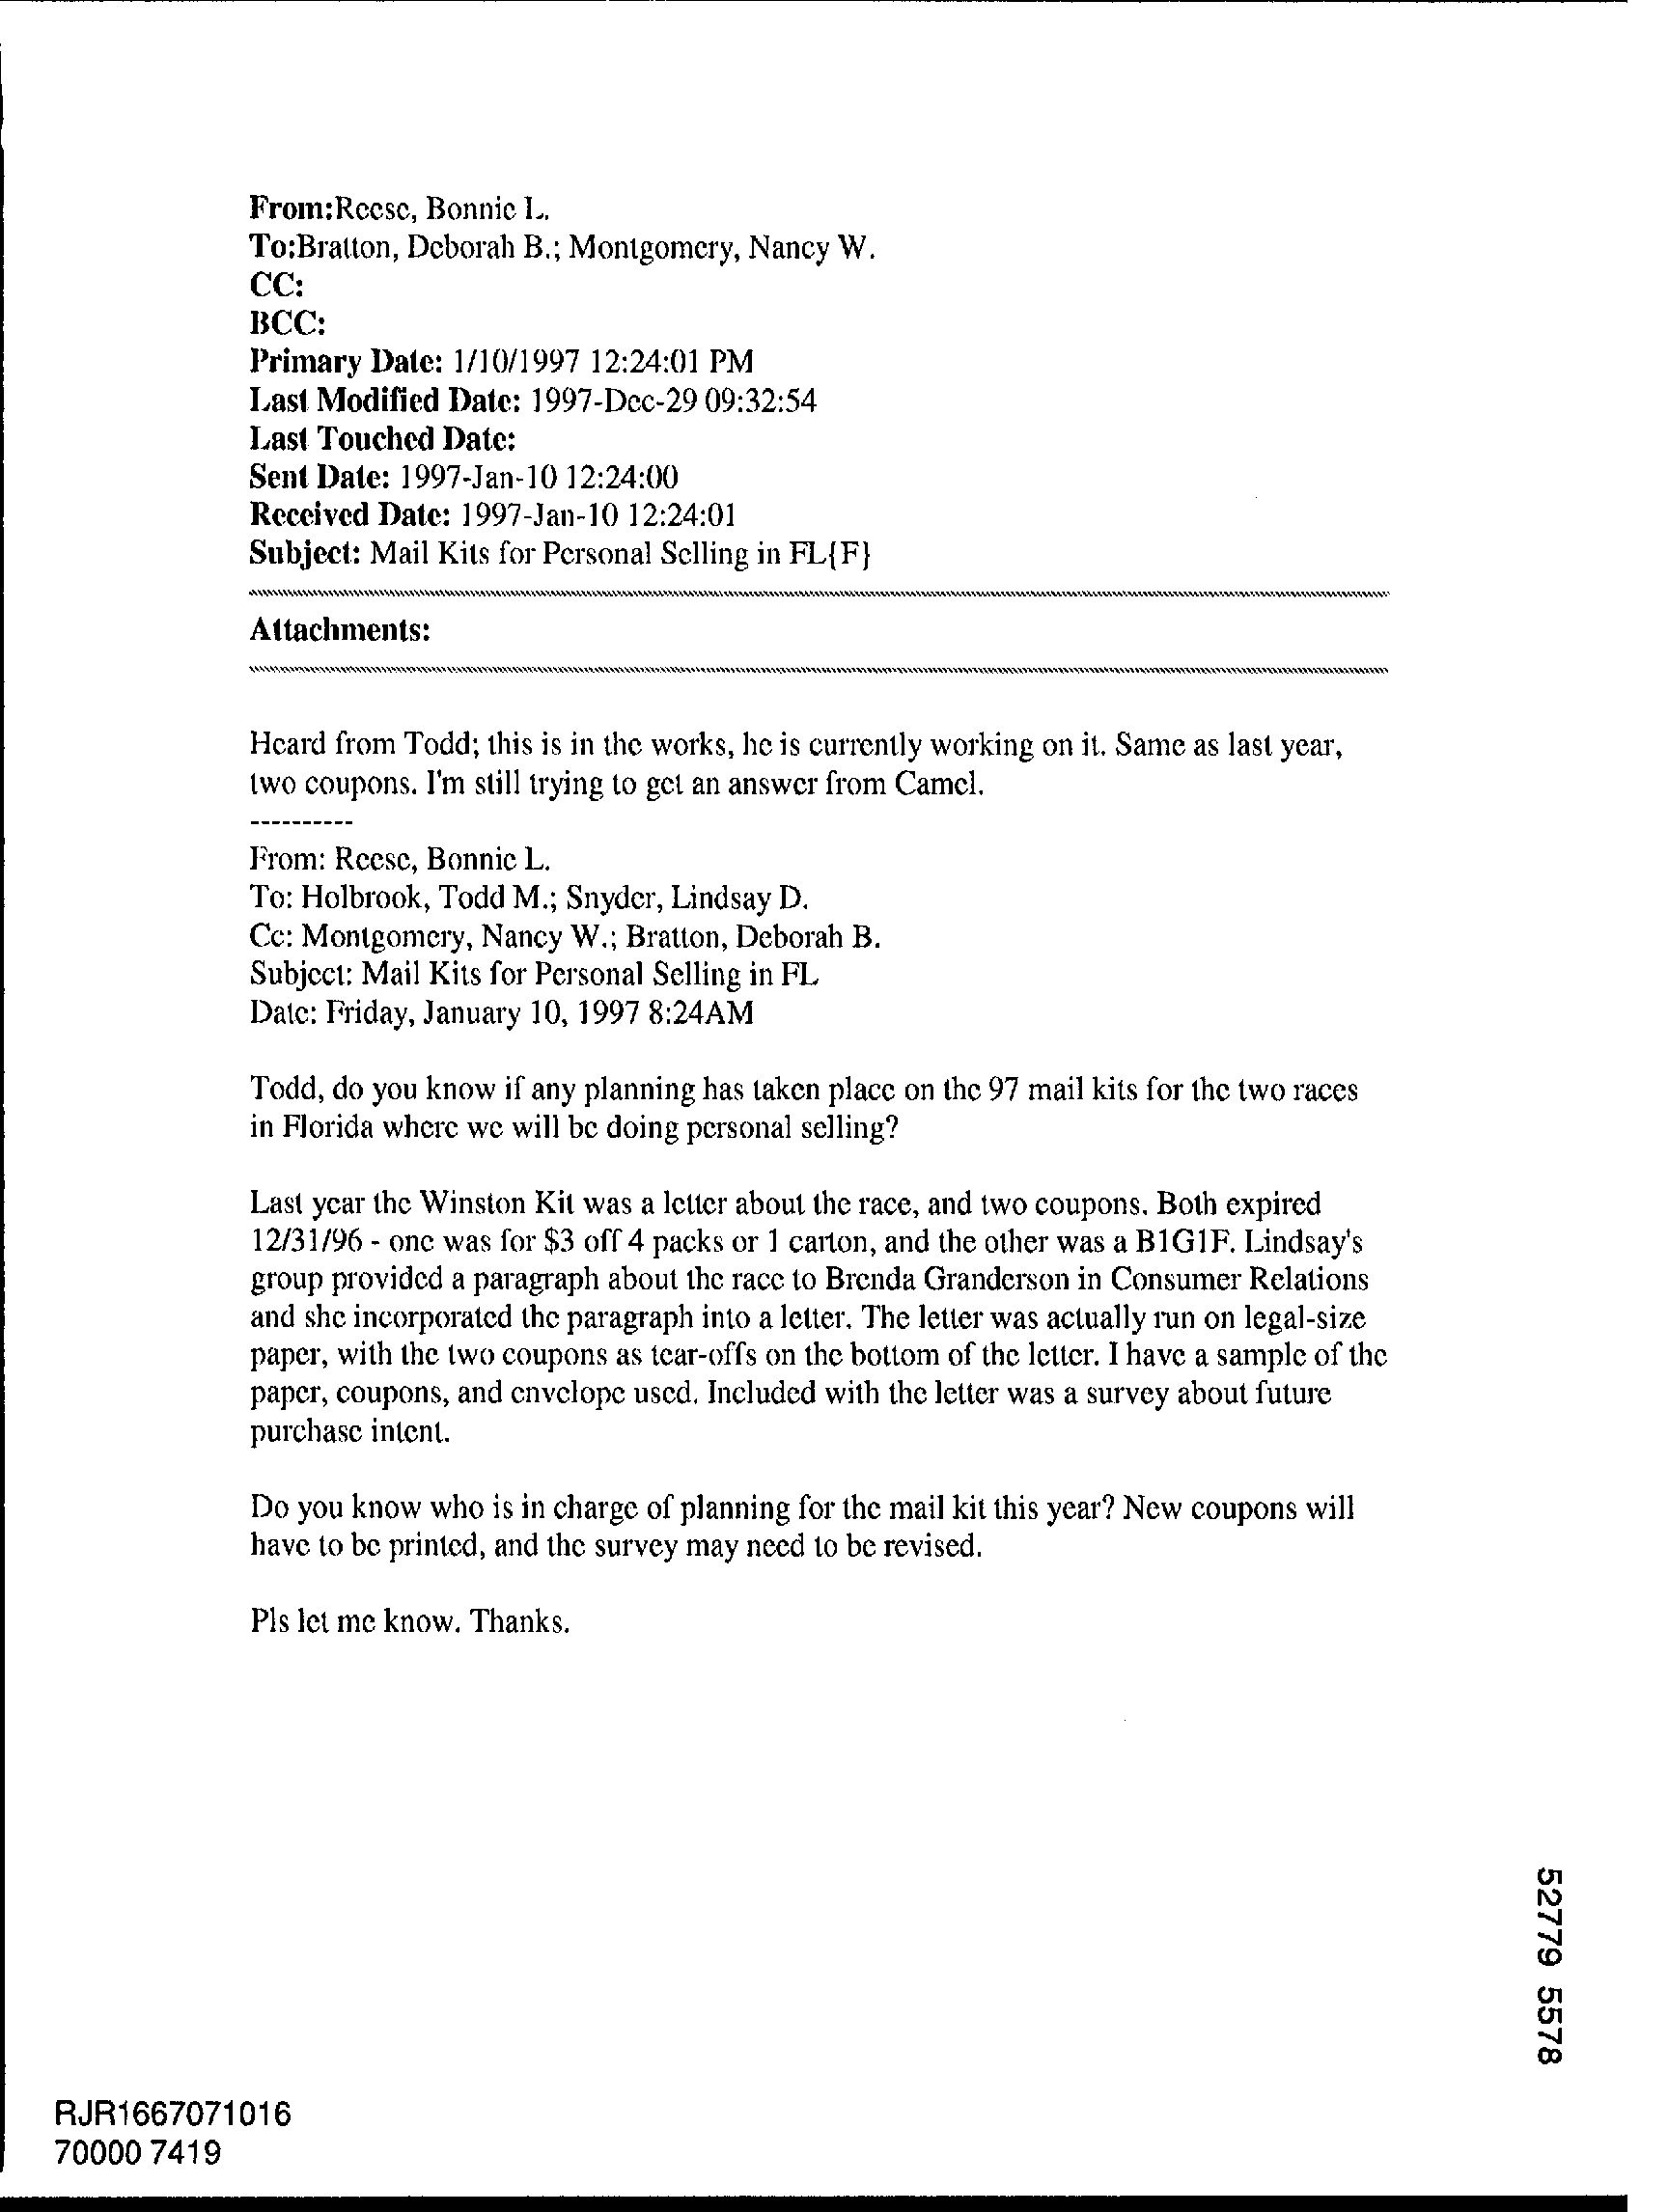 From:Reese, Bonnie L.
To:Bratton, Deborah B.; Montgomery, Nancy W.
CC:
BCC:
Primary Date: 1/10/1997 12:24:01 PM
Last Modified Date: 1997-Dec-29 09:32:54
Last Touched Date:
Sent Date: 1997-Jan-10 12:24:00
Received Date: 1997-Jan-10 12:24:01
Subject: Mail Kits for Personal Selling in FL{F}
Attachments:
Heard from Todd; this is in the works, he is currently working on it. Same as last year,
two coupons. I'm still trying to get an answer from Camel.
----------
From: Reese, Bonnie L.
To: Holbrook, Todd M.; Snyder, Lindsay D.
Cc: Montgomery, Nancy W.; Bratton, Deborah B.
Subject: Mail Kits for Personal Selling in FL
Date: Friday, January 10, 1997 8:24AM
Todd, do you know if any planning has taken place on the 97 mail kits for the two races
in Florida where we will be doing personal selling?
Last year the Winston Kit was a letter about the race, and two coupons. Both expired
12/31/96 - one was for $3 off 4 packs or 1 carton, and the other was a B1G1F. Lindsay's
group provided a paragraph about the race to Brenda Granderson in Consumer Relations
and she incorporated the paragraph into a letter. The letter was actually run on legal-size
paper, with the two coupons as tear-offs on the bottom of the letter. I have a sample of the
paper, coupons, and envelope used. Included with the letter was a survey about future
purchase intent.
Do you know who is in charge of planning for the mail kit this year? New coupons will
have to be printed, and the survey may need to be revised.
Pls let me know. Thanks.
52779 5578
RJR1667071016
70000 7419